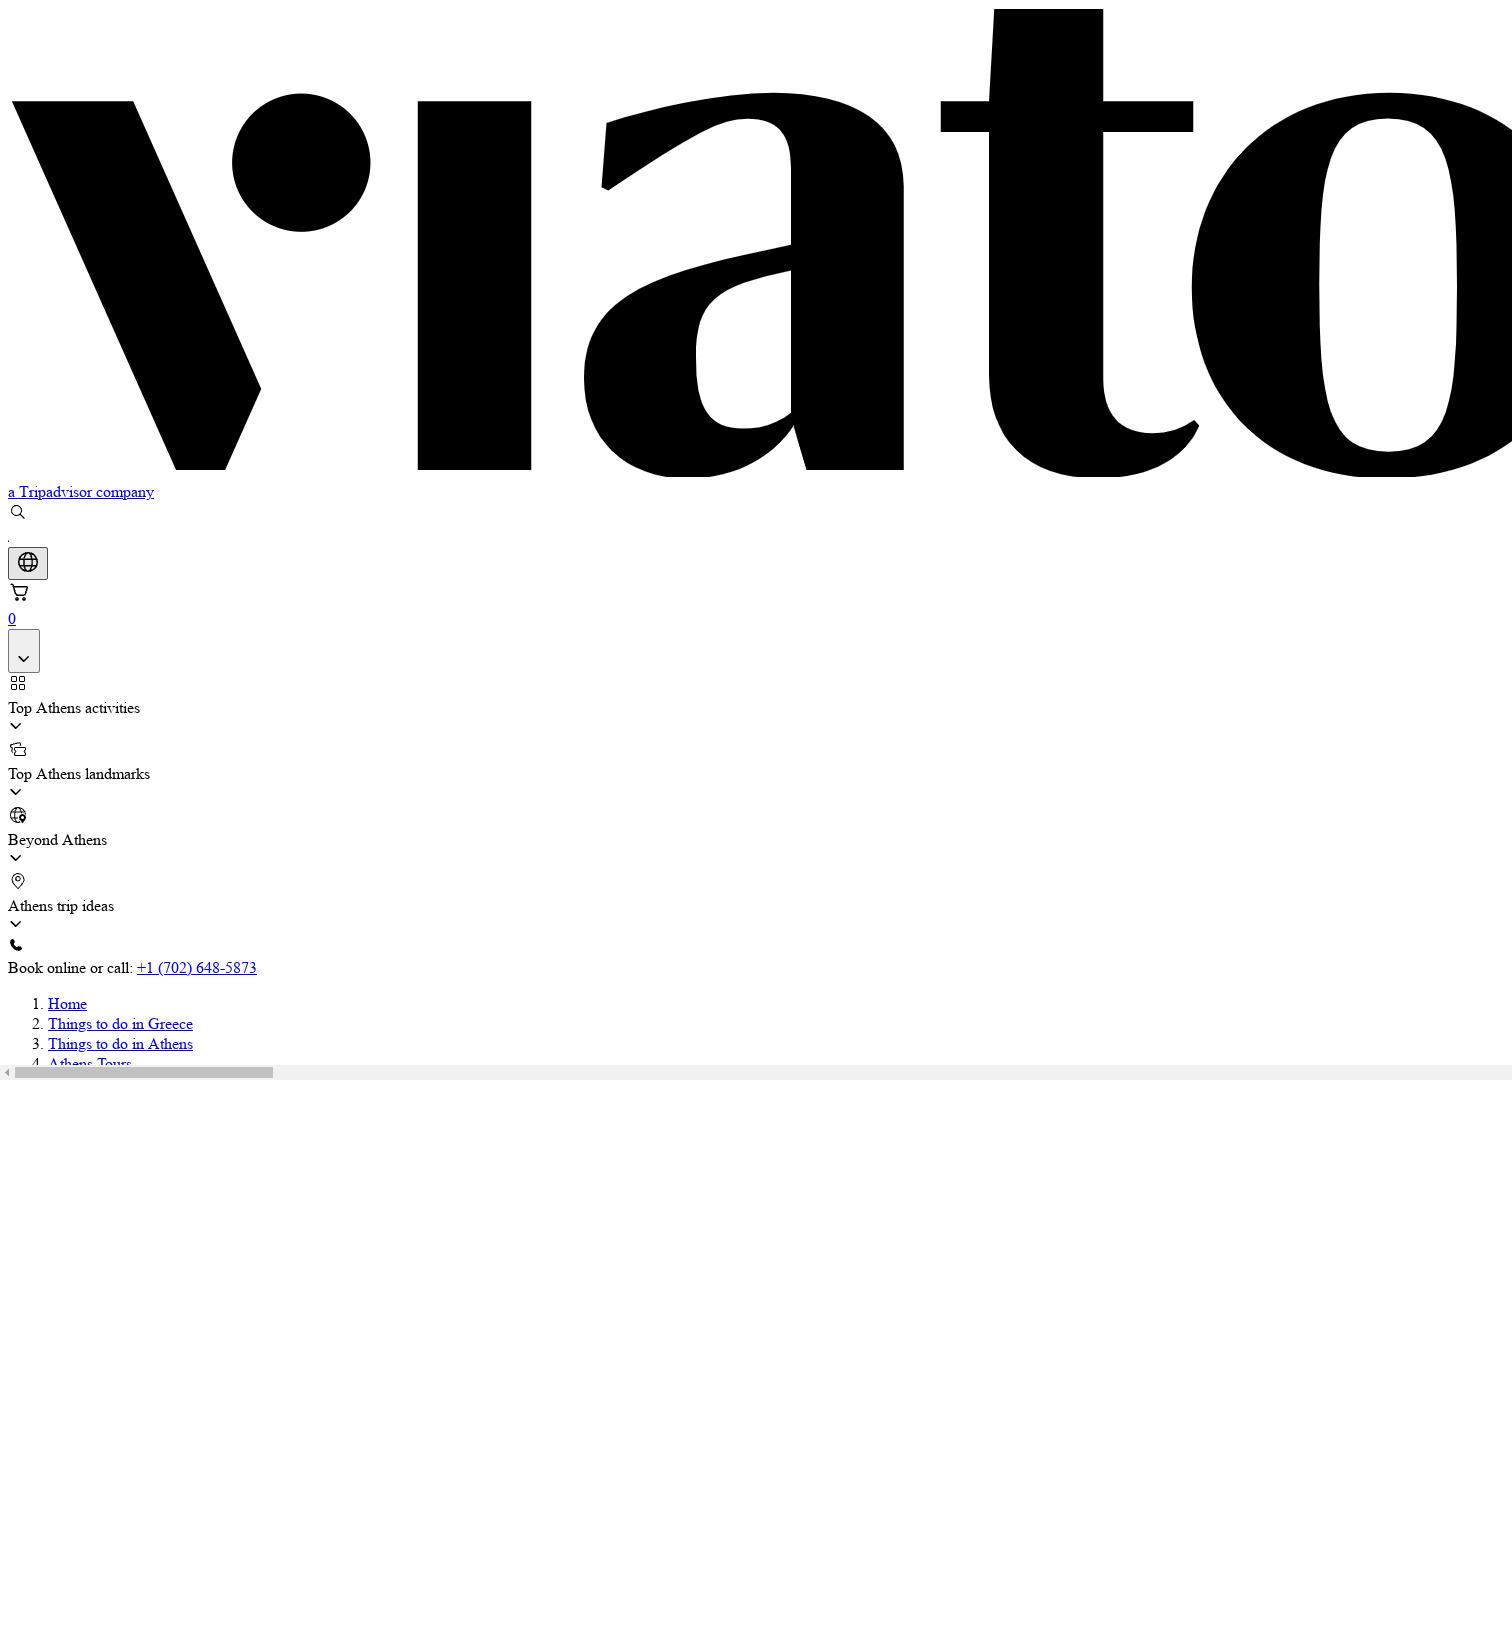 viato
a Tripadvisor company
0
Top Athens activities
Top Athens landmarks
Beyond Athens
Athens trip ideas
Book online or call: +1 (702) 648-5873
1. Home
2. Things to do in Greece
3. Things to do in Athens
4. Athens Tours